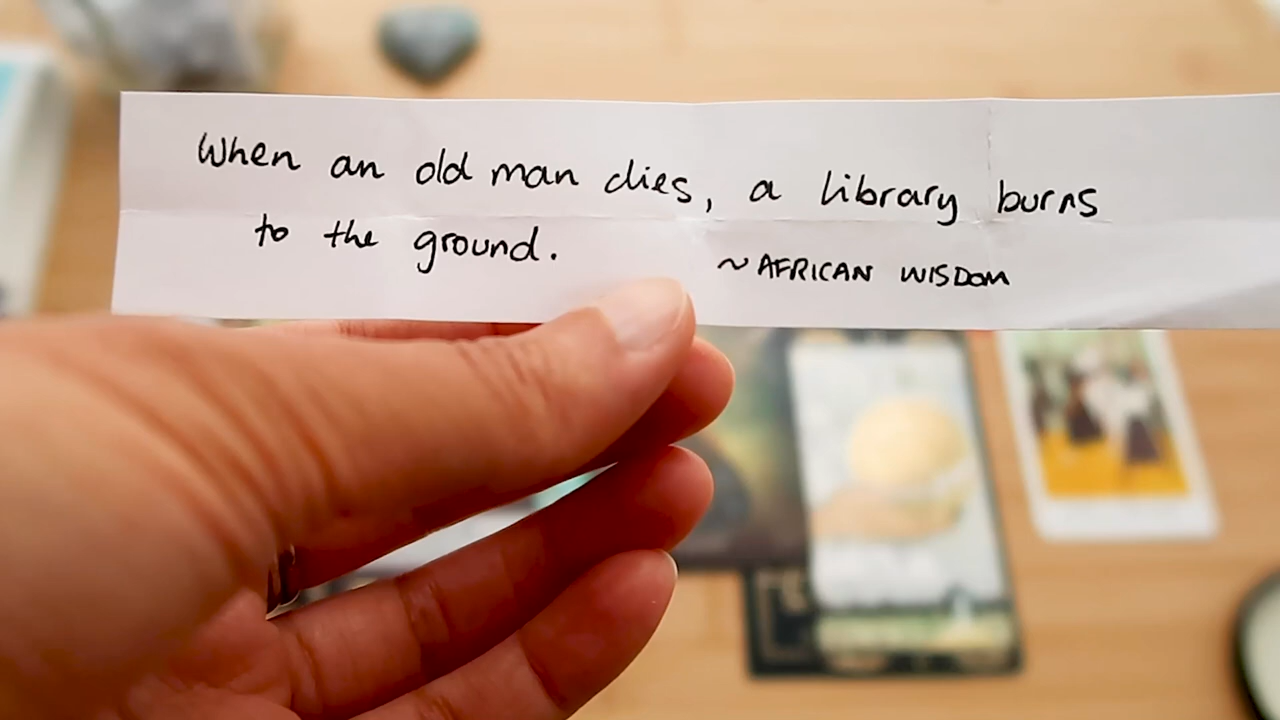 When an old man dies, a library burns
to the ground.
~AFRICAN WISDOM